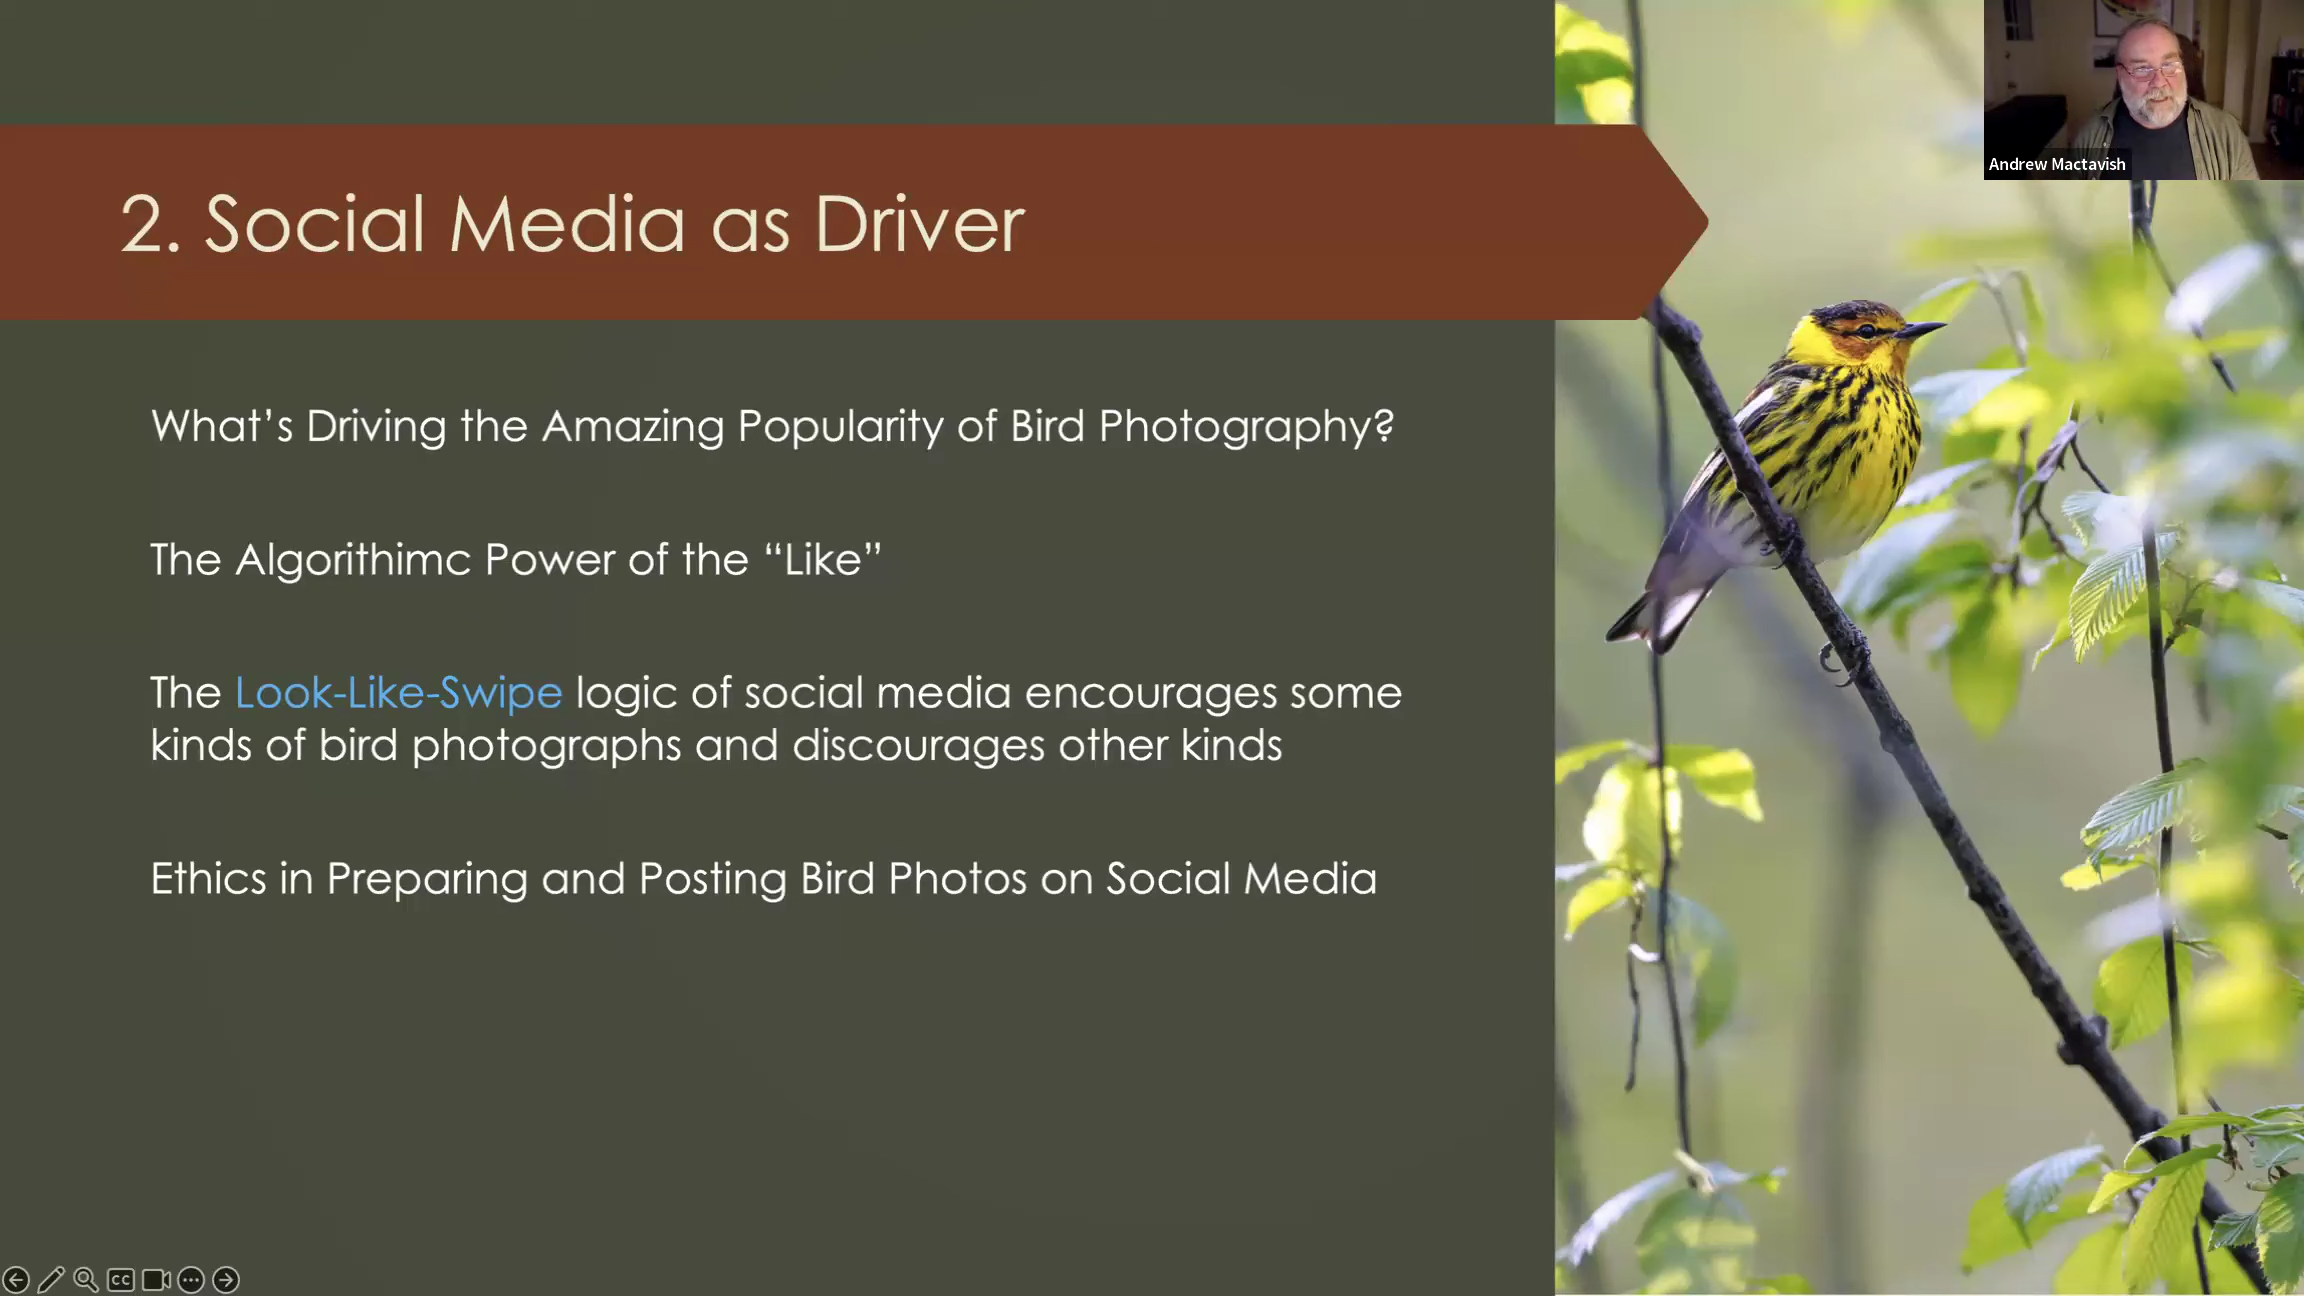 2. Social Media as Driver
What’s Driving the Amazing Popularity of Bird Photography?
The Algorithimc Power of the “Like”
The Look-Like-Swipe logic of social media encourages some
kinds of bird photographs and discourages other kinds
Ethics in Preparing and Posting Bird Photos on Social Media
Andrew Mactavish
CC